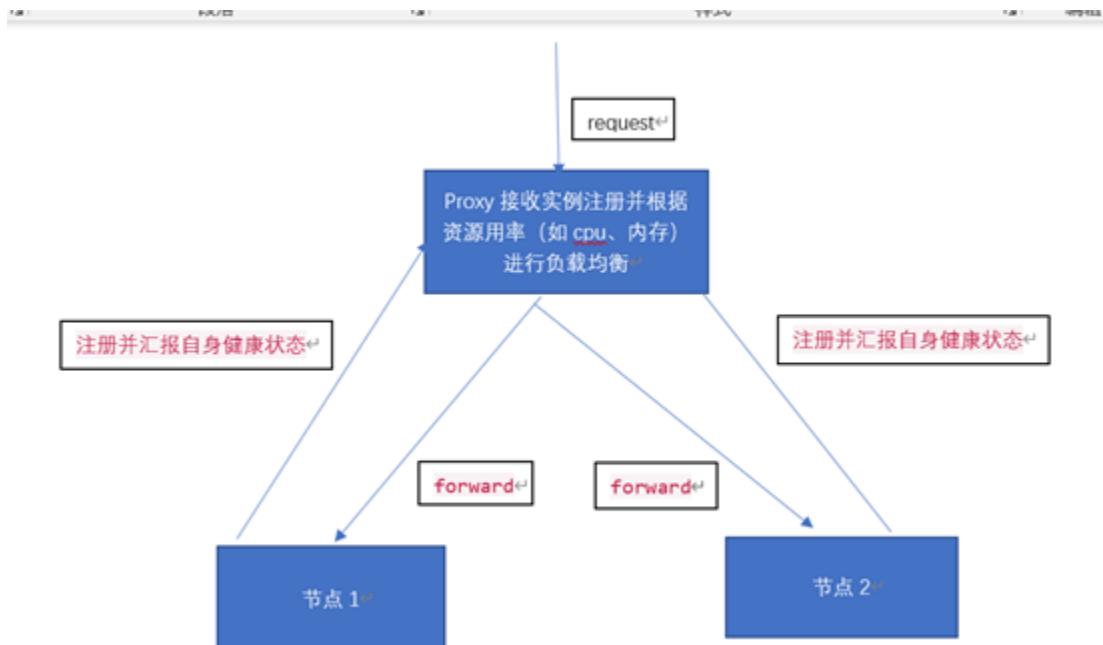 request
Proxy 接收实例注册并根据
资源用率（如 cpu、内存）
进行负载均衡
注册并汇报自身健康状态
注册并汇报自身健康状态
forward
forward
节点 1
节点 2